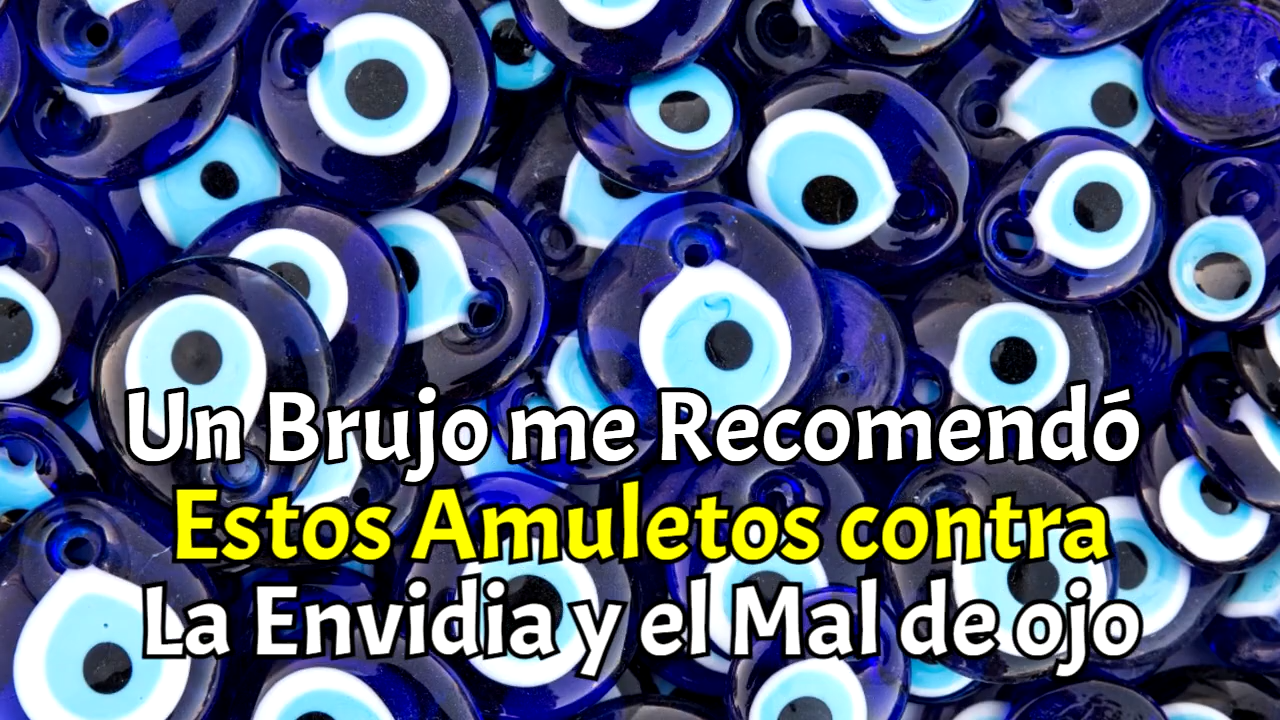 Un Brujo me Recomendó
Estos Amuletos contra
La Envidia y el Mal de ojo